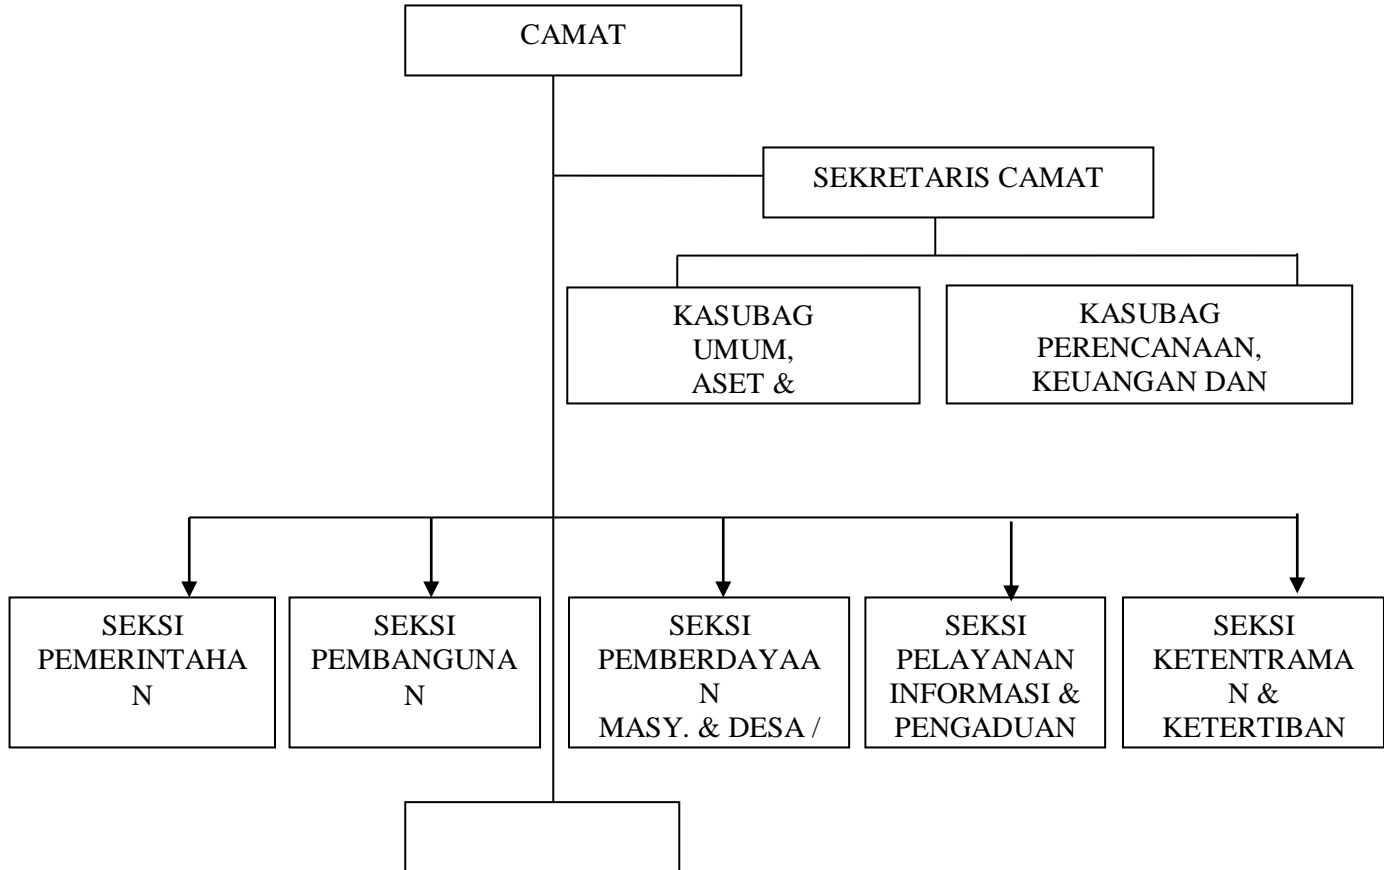 CAMAT
SEKRETARIS CAMAT
KASUBAG
UMUM,
ASET &
KASUBAG
PERENCANAAN,
KEUANGAN DAN
SEKSI
PEMERINTAHA
N
SEKSI
PEMBANGUNA
N
SEKSI
PEMBERDAYAA
N
MASY. & DESA /
SEKSI
PELAYANAN
INFORMASI &
PENGADUAN
SEKSI
KETENTRAMA
N &
KETERTIBAN